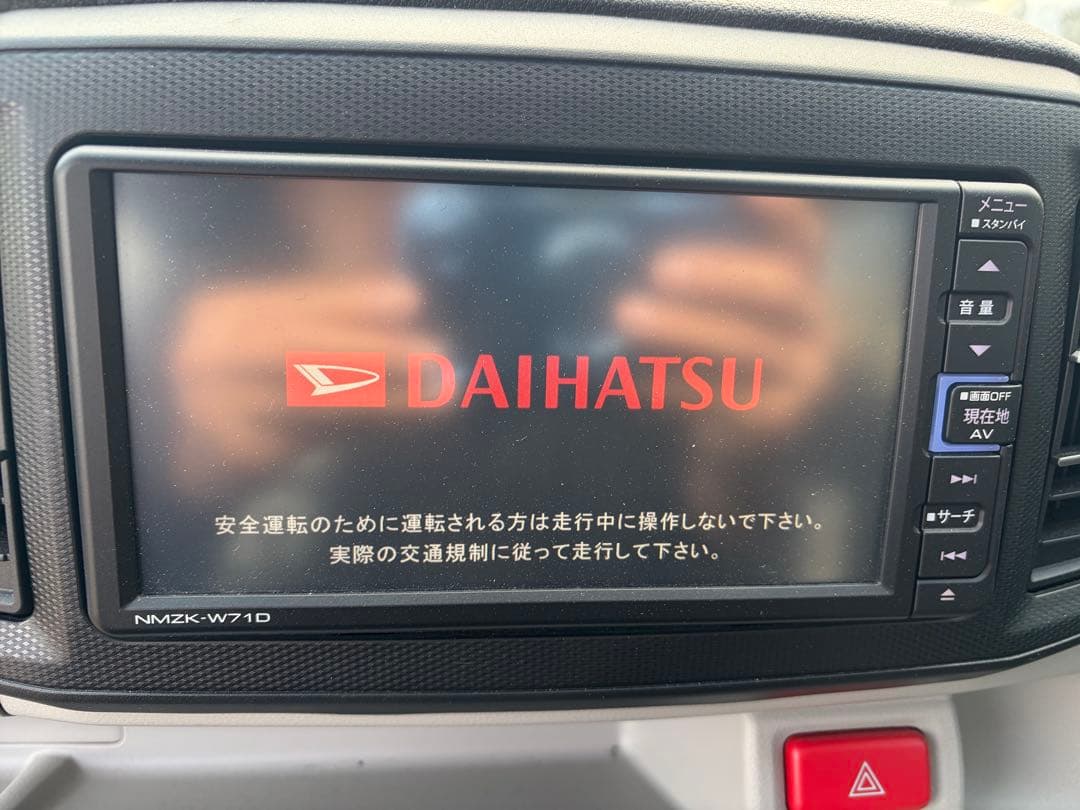 メニュー
■スタンバイ
音量
■画面OFF
現在地
AV
■サーチ
DAIHATSU
安全運転のために運転される方は走行中に操作しないで下さい。
実際の交通規制に従って走行して下さい。
NMZK-W71D